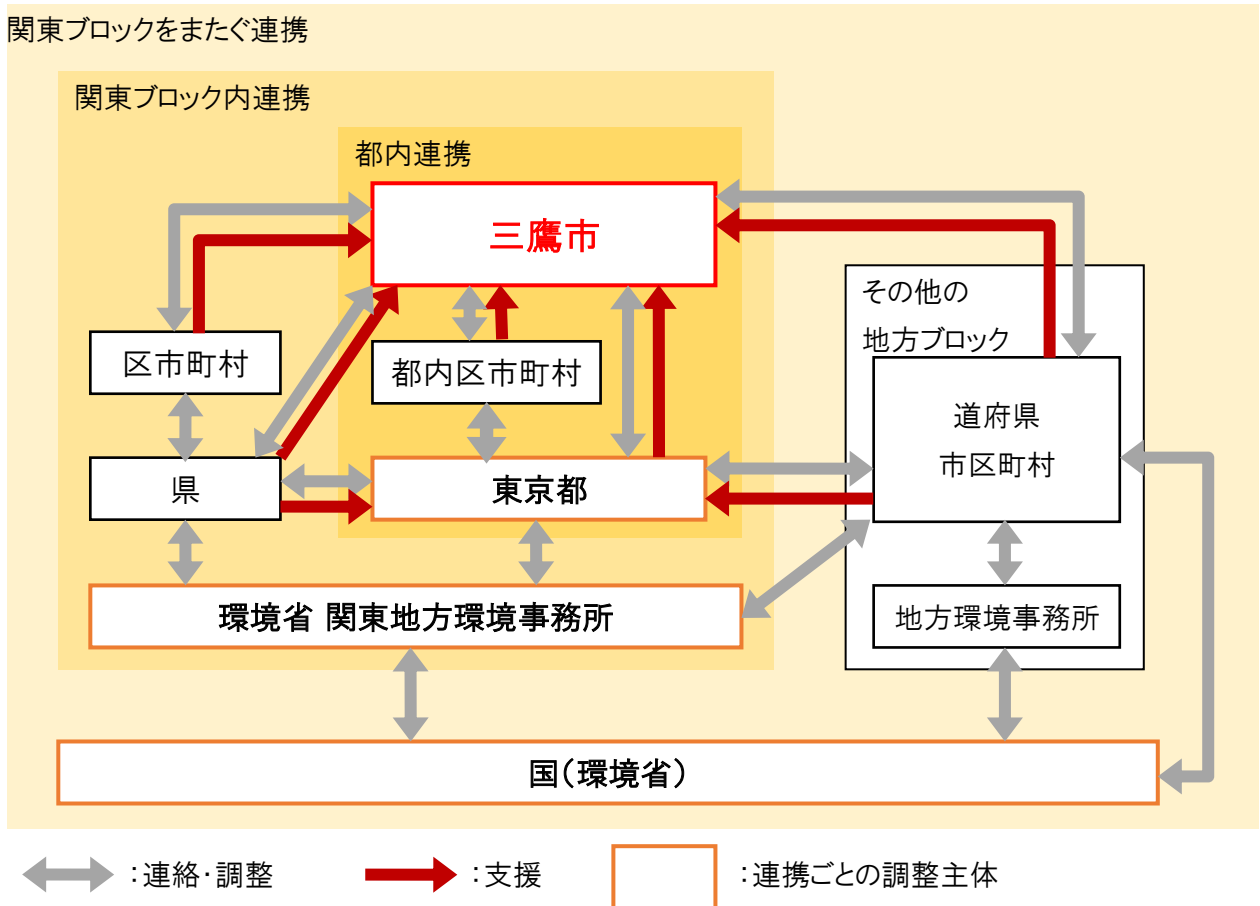 関東ブロックをまたぐ連携
関東ブロック内連携
都内連携
三鷹市
その他の
地方ブロック
区市町村
都内区市町村
道府県
市区町村
県
東京都
環境省 関東地方環境事務所
地方環境事務所
国(環境省)
:連絡・調整
:支援
:連携ごとの調整主体